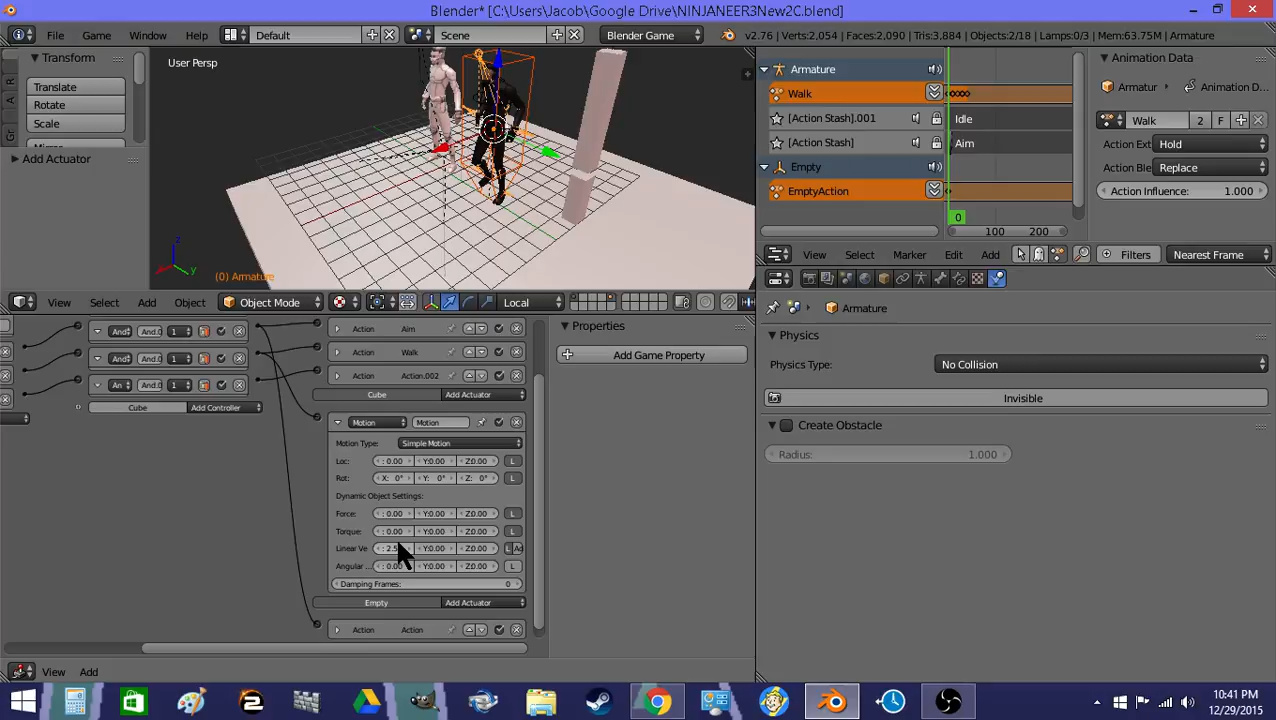 Blender* [C:\Users\Jacob\Google Drive\NINJANEER3New2C.blend]
File Game Window Help Default Scene Blender Game v2.76 | Verts:2,054 | Faces:2,090 | Tris:3,884 | Objects:2/18 | Lamps:0/3 | Mem:63.75M | Armature
Transform
Translate
Rotate
Scale
Add Actuator
User Persp
(0) Armature
Armature
Walk
[Action Stash].001 Idle
[Action Stash] Aim
Empty
EmptyAction
0
100 200
Animation Data
Armatur Animation D...
Walk 2 F
Action Ext Hold
Action Ble Replace
Action Influence: 1.000
View Select Add Object Object Mode Local
View Select Marker Edit Add Filters Nearest Frame
And And.0 1
And And.0 1
An And.0 1
Cube Add Controller
Action Aim
Action Walk
Action Action.002
Cube Add Actuator
Motion Motion
Motion Type: Simple Motion
Loc: : 0.00 Y:0.00 Z:0.00 L
Rot: X: 0° Y: 0° Z: 0° L
Dynamic Object Settings:
Force: : 0.00 Y:0.00 Z:0.00 L
Torque: : 0.00 Y:0.00 Z:0.00 L
Linear Ve : 2.5 Y:0.00 Z:0.00 L Ad
Angular ... : 0.00 Y:0.00 Z:0.00 L
Damping Frames: 0
Empty Add Actuator
Action Action
Properties
Add Game Property
Armature
Physics
Physics Type: No Collision
Invisible
Create Obstacle
Radius: 1.000
View Add
10:41 PM
12/29/2015